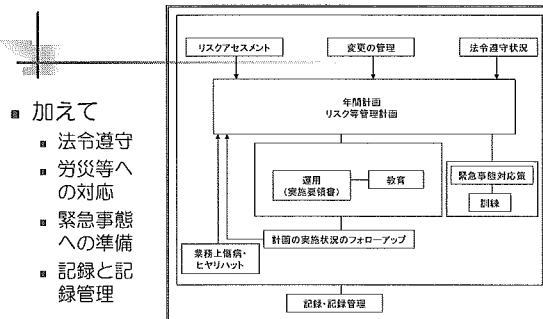 ■ 加えて
■ 法令遵守
■ 労災等へ
の対応
■ 緊急事態
への準備
■ 記録と記
録管理
リスクアセスメント
変更の管理
法令遵守状況
年間計画
リスク等管理計画
運用
(実施要領書)
教育
緊急事態対応策
訓練
計画の実施状況のフォローアップ
業務上傷病・
ヒヤリハット
記録・記録管理